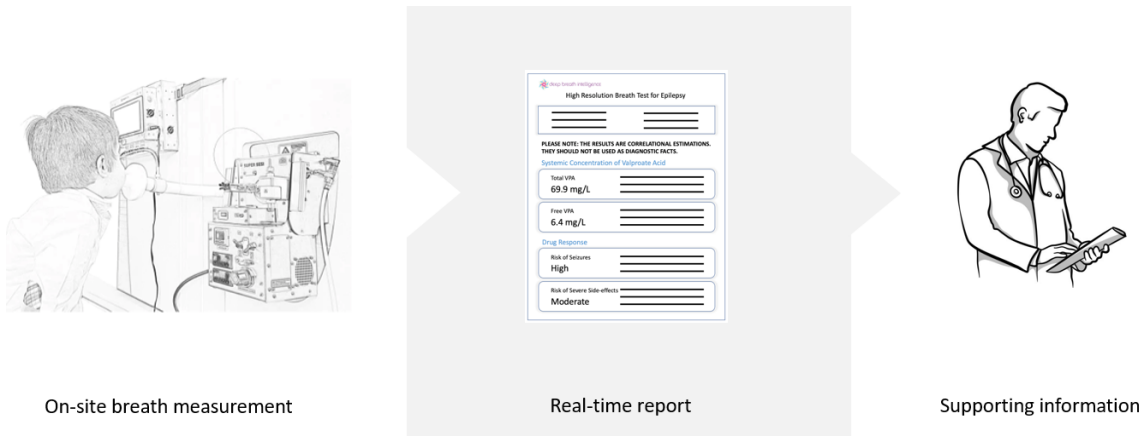 deep breath intelligence
High Resolution Breath Test for Epilepsy
PLEASE NOTE: THE RESULTS ARE CORRELATIONAL ESTIMATIONS.
THEY SHOULD NOT BE USED AS DIAGNOSTIC FACTS.
Systemic Concentration of Valproate Acid
Total VPA
69.9 mg/L
Free VPA
6.4 mg/L
Drug Response
Risk of Seizures
High
Risk of Severe Side-effects
Moderate
On-site breath measurement
Real-time report
Supporting information